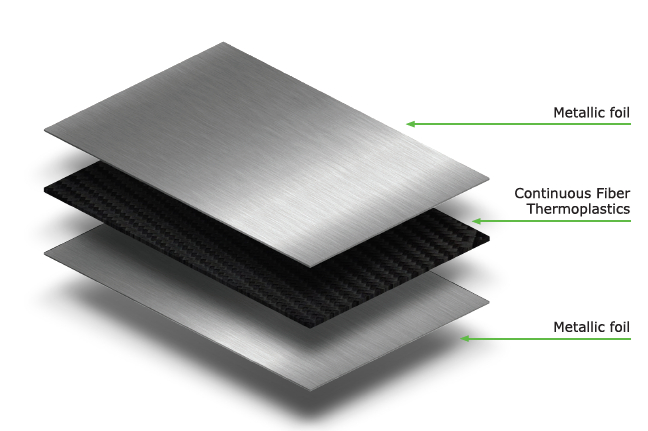 Metallic foil
Continuous Fiber
Thermoplastics
Metallic foil